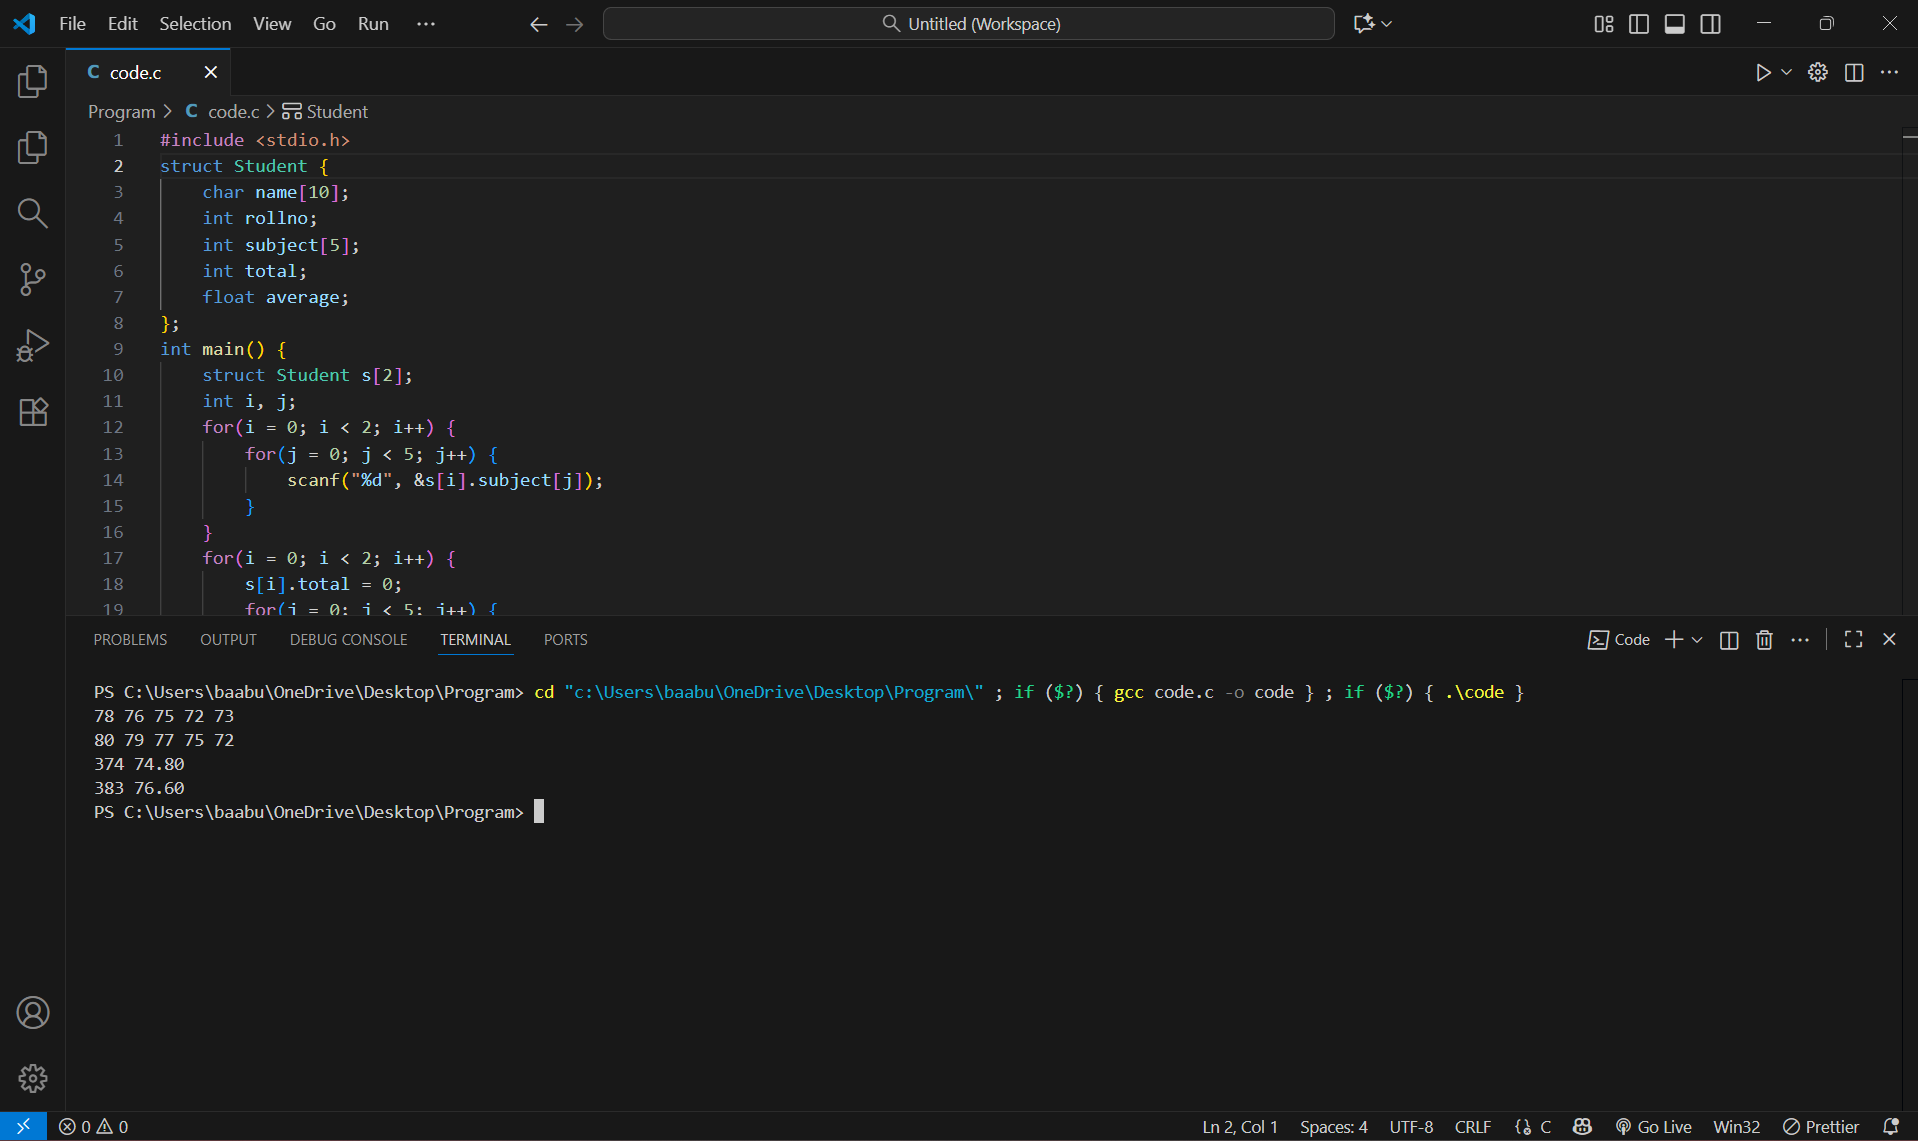 File Edit Selection View Go Run ··· Untitled (Workspace)
C code.c
Program > C code.c > Student
1 #include <stdio.h>
2 struct Student {
3 char name[10];
4 int rollno;
5 int subject[5];
6 int total;
7 float average;
8 };
9 int main() {
10 struct Student s[2];
11 int i, j;
12 for(i = 0; i < 2; i++) {
13 for(j = 0; j < 5; j++) {
14 scanf("%d", &s[i].subject[j]);
15 }
16 }
17 for(i = 0; i < 2; i++) {
18 s[i].total = 0;
19 for(j = 0; j < 5; j++) {
PROBLEMS OUTPUT DEBUG CONSOLE TERMINAL PORTS Code
PS C:\Users\baabu\OneDrive\Desktop\Program> cd "c:\Users\baabu\OneDrive\Desktop\Program\" ; if ($?) { gcc code.c -o code } ; if ($?) { .\code }
78 76 75 72 73
80 79 77 75 72
374 74.80
383 76.60
PS C:\Users\baabu\OneDrive\Desktop\Program>
0 0 Ln 2, Col 1 Spaces: 4 UTF-8 CRLF C Go Live Win32 Prettier